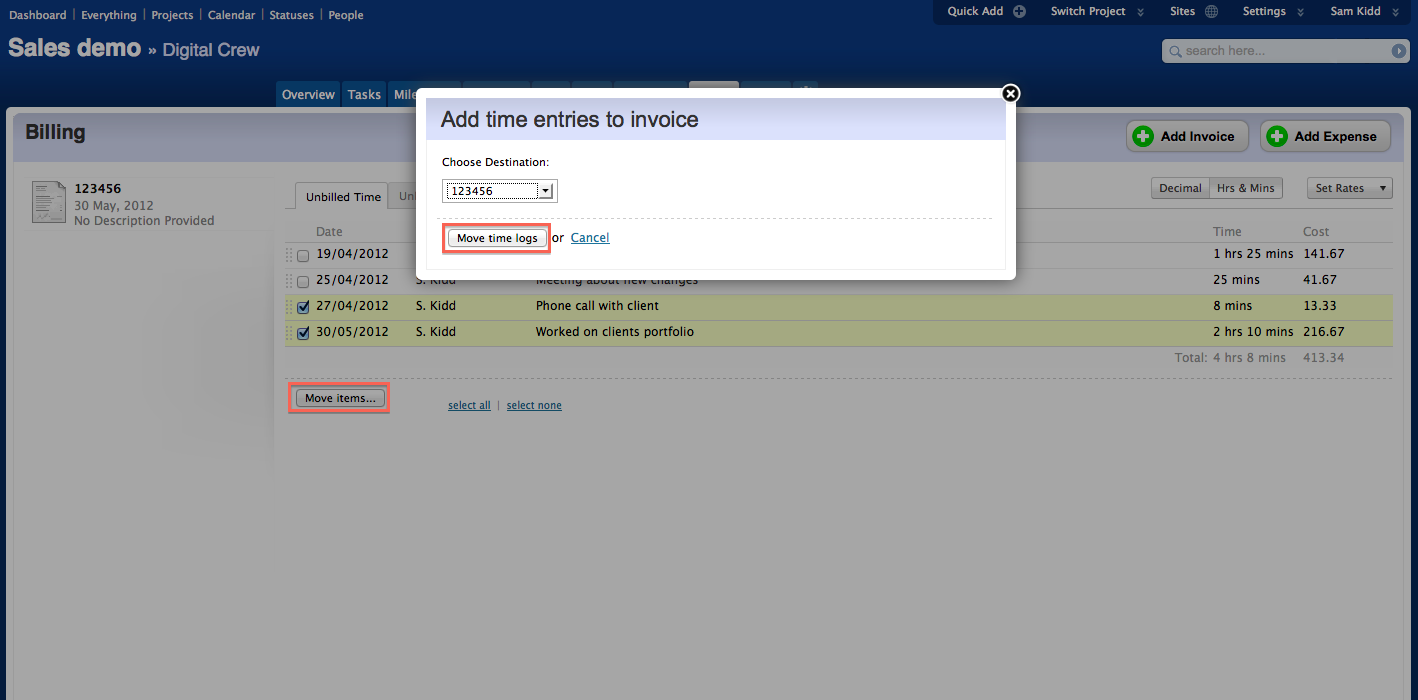 Dashboard | Everything | Projects | Calendar | Statuses | People
Quick Add Switch Project Sites Settings Sam Kidd
Sales demo » Digital Crew
search here...
Overview Tasks
Billing
Add Invoice Add Expense
Add time entries to invoice
Choose Destination:
123456
Move time logs or Cancel
123456
30 May, 2012
No Description Provided
Unbilled Time
Decimal Hrs & Mins Set Rates
Date Time Cost
19/04/2012 1 hrs 25 mins 141.67
25/04/2012 S. Kidd Meeting about new changes 25 mins 41.67
27/04/2012 S. Kidd Phone call with client 8 mins 13.33
30/05/2012 S. Kidd Worked on clients portfolio 2 hrs 10 mins 216.67
Total: 4 hrs 8 mins 413.34
Move items... select all | select none